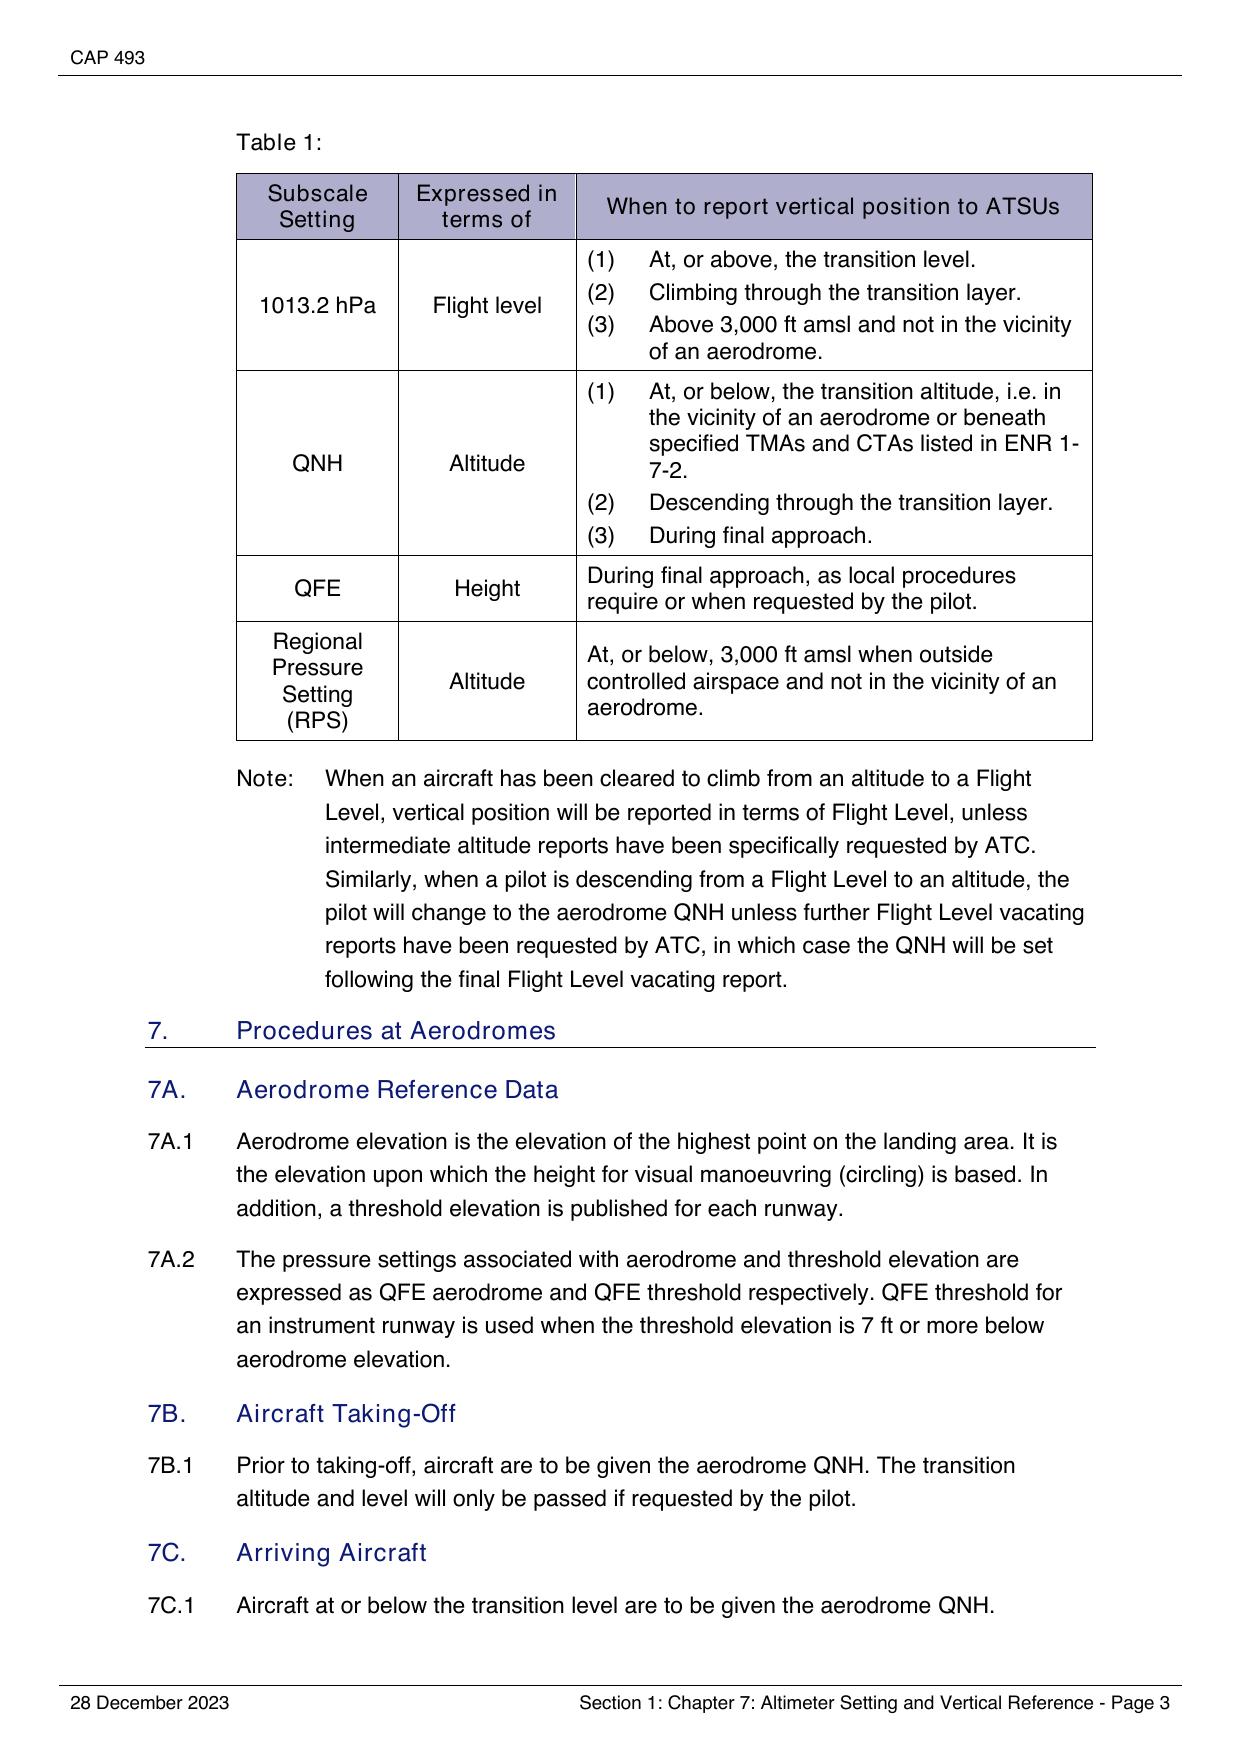 CAP 493
Table 1:
Subscale
Setting
Expressed in
terms of
When to report vertical position to ATSUs
1013.2 hPa
Flight level
(1) At, or above, the transition level.
(2) Climbing through the transition layer.
(3) Above 3,000 ft amsl and not in the vicinity
of an aerodrome.
QNH
Altitude
(1) At, or below, the transition altitude, i.e. in
the vicinity of an aerodrome or beneath
specified TMAs and CTAs listed in ENR 1-
7-2.
(2) Descending through the transition layer.
(3) During final approach.
QFE
Height
During final approach, as local procedures
require or when requested by the pilot.
Regional
Pressure
Setting
(RPS)
Altitude
At, or below, 3,000 ft amsl when outside
controlled airspace and not in the vicinity of an
aerodrome.
Note: When an aircraft has been cleared to climb from an altitude to a Flight
Level, vertical position will be reported in terms of Flight Level, unless
intermediate altitude reports have been specifically requested by ATC.
Similarly, when a pilot is descending from a Flight Level to an altitude, the
pilot will change to the aerodrome QNH unless further Flight Level vacating
reports have been requested by ATC, in which case the QNH will be set
following the final Flight Level vacating report.
7. Procedures at Aerodromes
7A. Aerodrome Reference Data
7A.1 Aerodrome elevation is the elevation of the highest point on the landing area. It is
the elevation upon which the height for visual manoeuvring (circling) is based. In
addition, a threshold elevation is published for each runway.
7A.2 The pressure settings associated with aerodrome and threshold elevation are
expressed as QFE aerodrome and QFE threshold respectively. QFE threshold for
an instrument runway is used when the threshold elevation is 7 ft or more below
aerodrome elevation.
7B. Aircraft Taking-Off
7B.1 Prior to taking-off, aircraft are to be given the aerodrome QNH. The transition
altitude and level will only be passed if requested by the pilot.
7C. Arriving Aircraft
7C.1 Aircraft at or below the transition level are to be given the aerodrome QNH.
28 December 2023
Section 1: Chapter 7: Altimeter Setting and Vertical Reference - Page 3